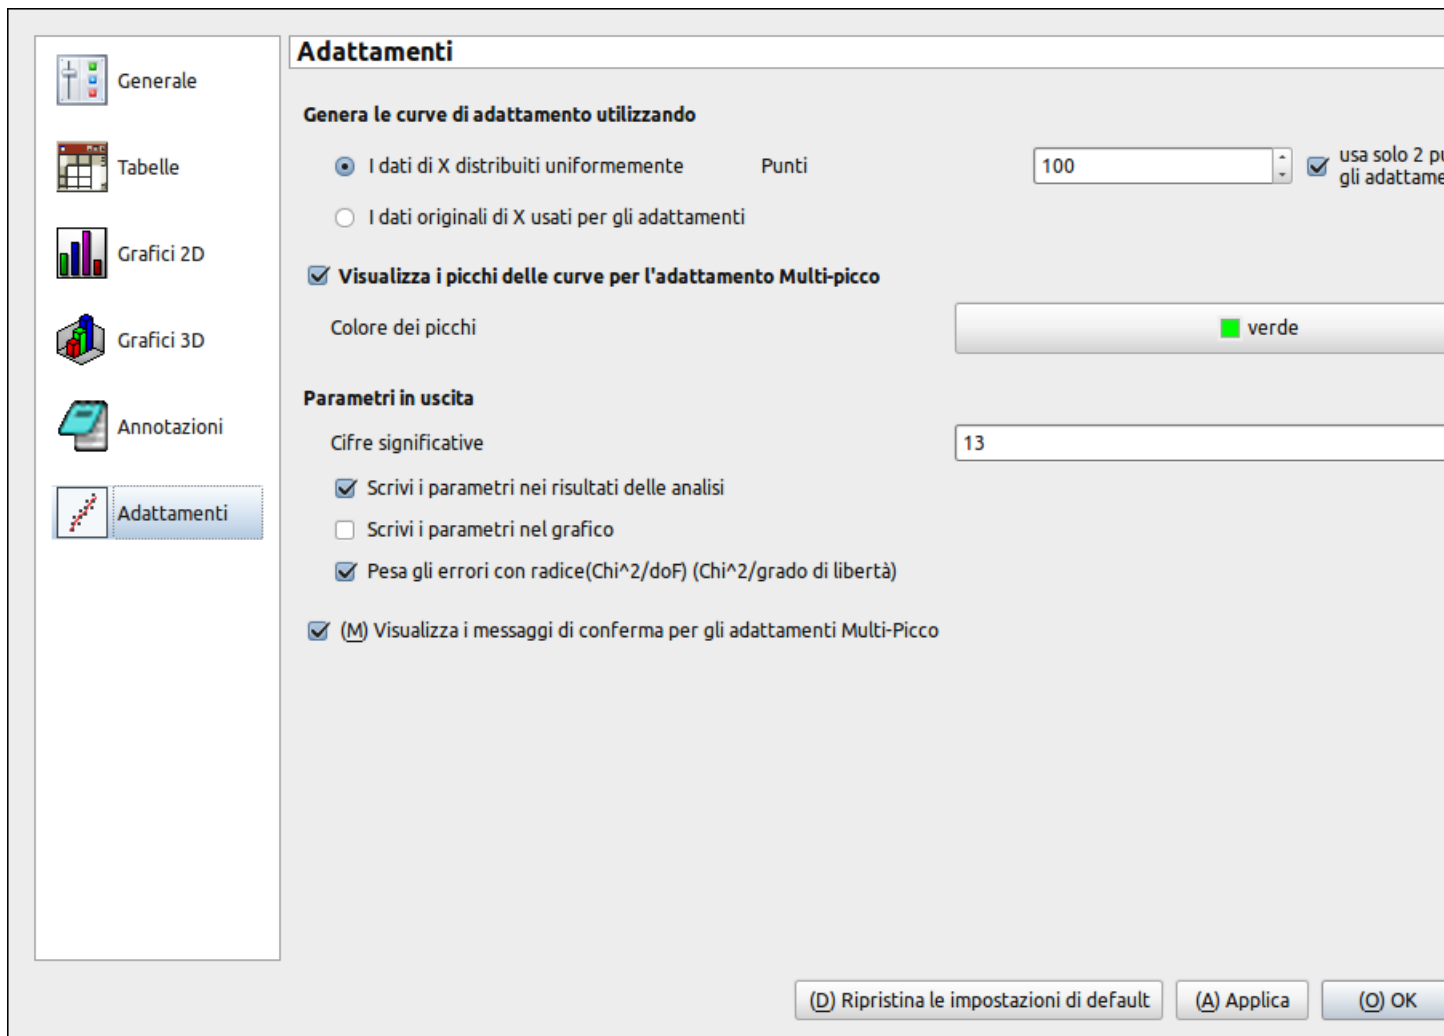 Generale
Tabelle
Grafici 2D
Grafici 3D
Annotazioni
Adattamenti
Adattamenti
Genera le curve di adattamento utilizzando
I dati di X distribuiti uniformemente Punti 100 usa solo 2
gli
I dati originali di X usati per gli adattamenti
Visualizza i picchi delle curve per l'adattamento Multi-picco
Colore dei picchi verde
Parametri in uscita
Cifre significative 13
Scrivi i parametri nei risultati delle analisi
Scrivi i parametri nel grafico
Pesa gli errori con radice(Chi^2/doF) (Chi^2/grado di libertà)
(M) Visualizza i messaggi di conferma per gli adattamenti Multi-Picco
(D) Ripristina le impostazioni di default (A) Applica (O) OK